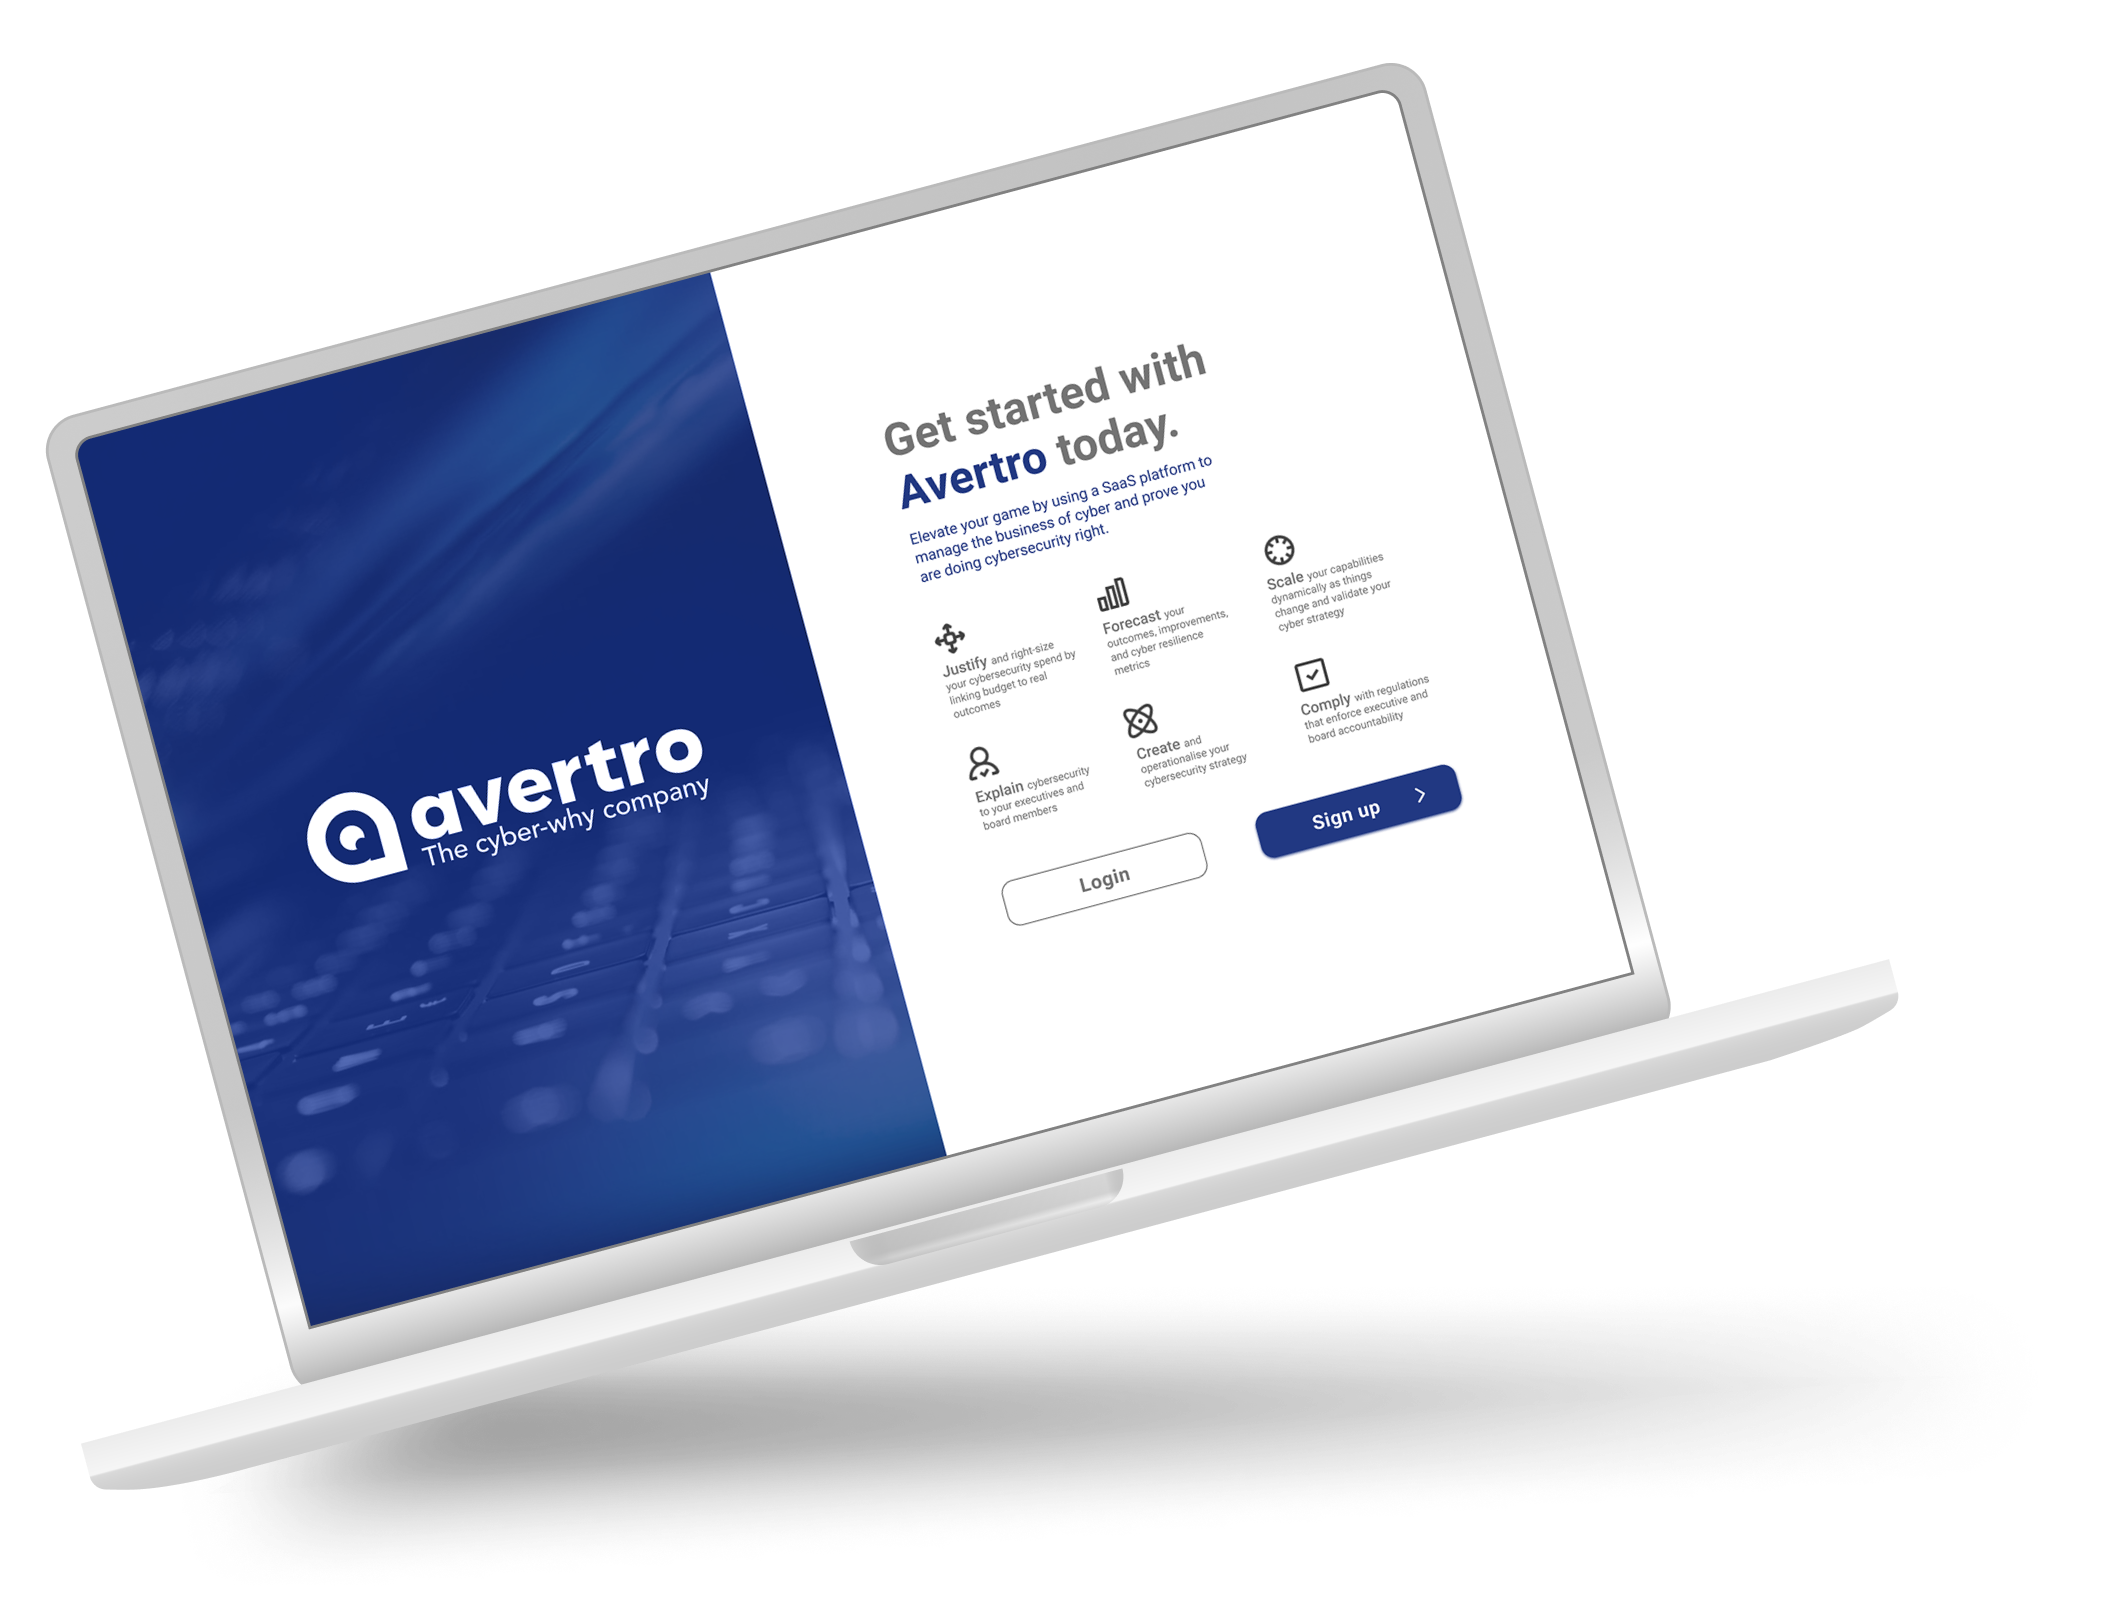 avertro
The cyber-why company
Get started with
Avertro today.
Elevate your game by using a SaaS platform to
manage the business of cyber and prove you
are doing cybersecurity right.
Justify and right-size
your cybersecurity spend by
linking budget to real
outcomes
Forecast your
outcomes, improvements,
and cyber resilience
metrics
Scale your capabilities
dynamically as things
change and validate your
cyber strategy
Explain cybersecurity
to your executives and
board members
Create and
operationalise your
cybersecurity strategy
Comply with regulations
that enforce executive and
board accountability
Login
Sign up